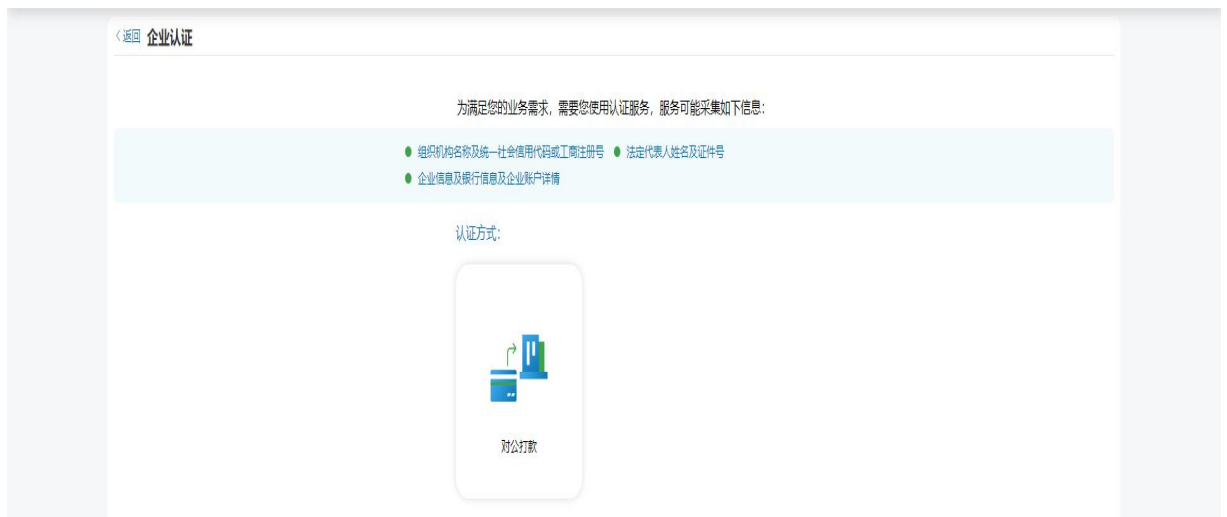 〈返回 企业认证
为满足您的业务需求，需要您使用认证服务，服务可能采集如下信息：
● 组织机构名称及统一社会信用代码或工商注册号 ● 法定代表人姓名及证件号
● 企业信息及银行信息及企业账户详情
认证方式：
对公打款